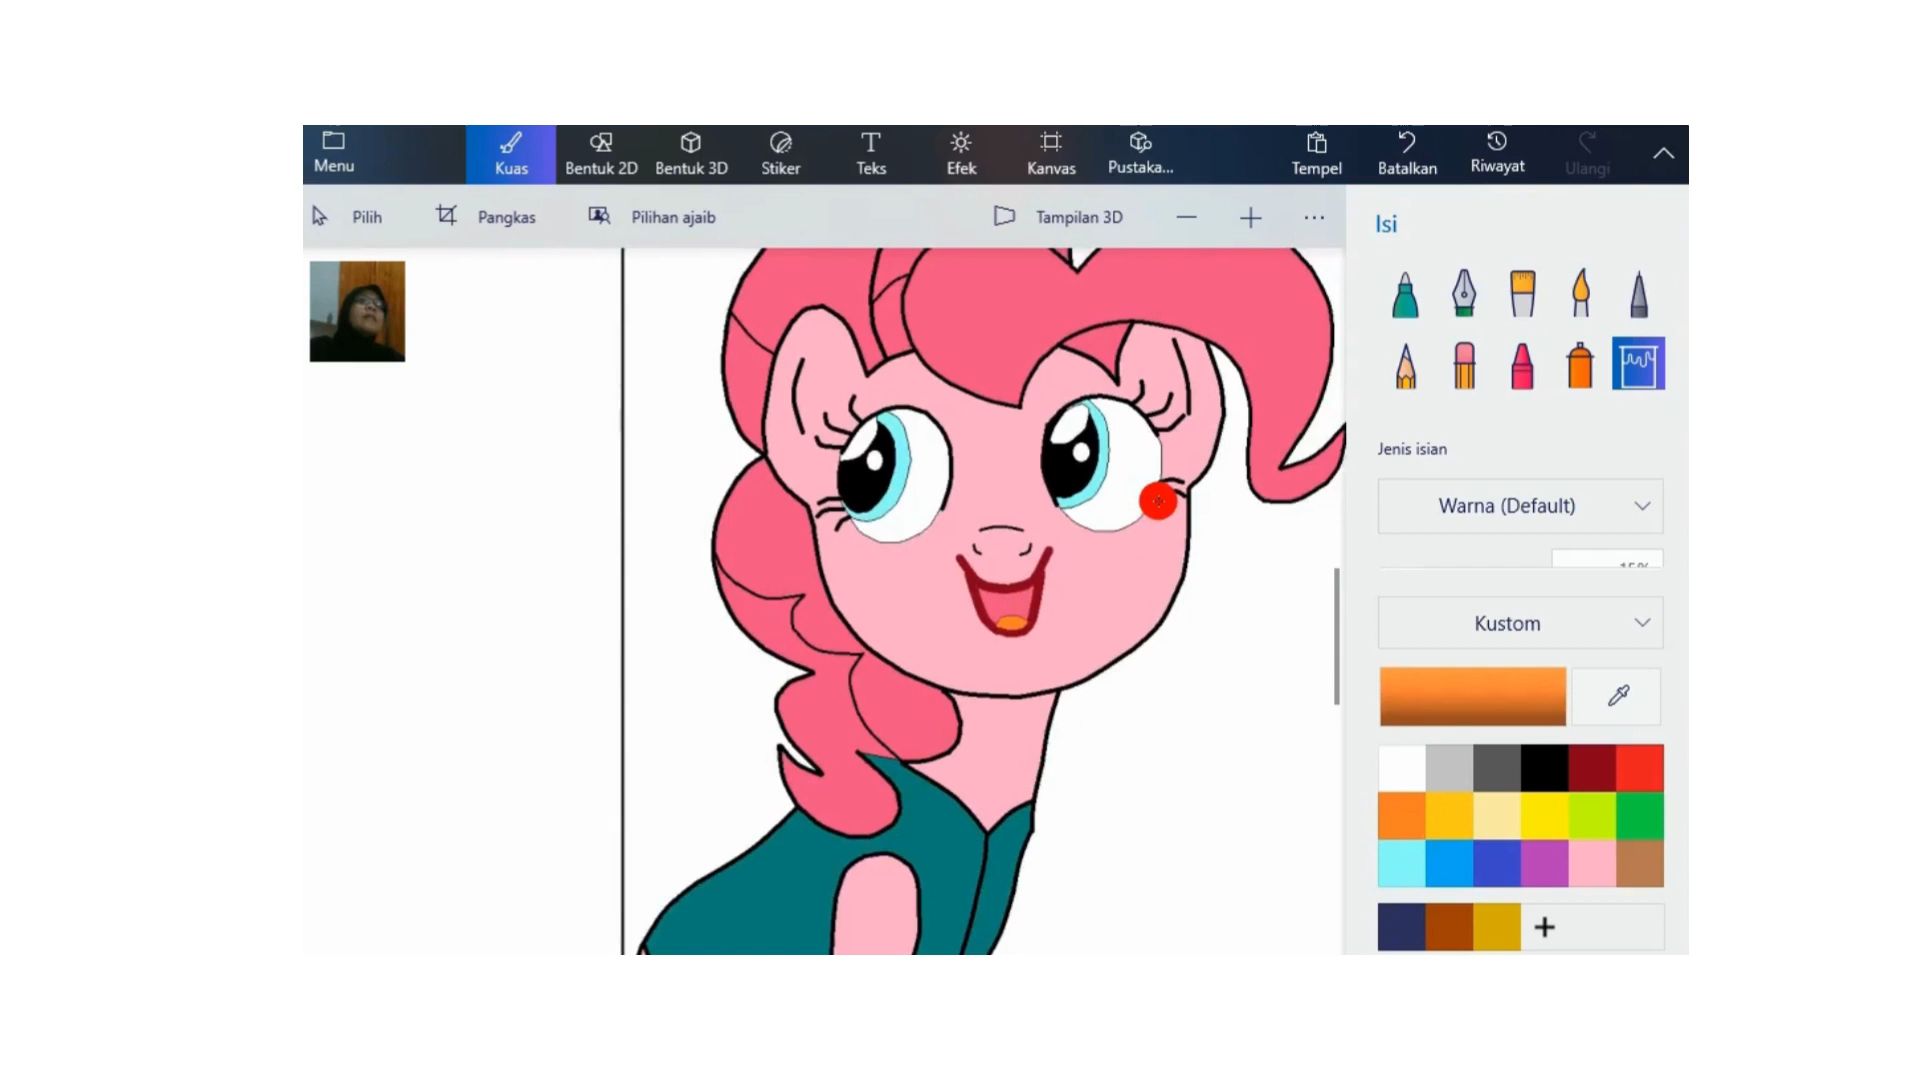 Menu
Kuas
Bentuk 2D
Bentuk 3D
Stiker
Teks
Efek
Kanvas
Pustaka...
Tempel
Batalkan
Riwayat
Ulangi
Pilih
Pangkas
Pilihan ajaib
Tampilan 3D
Isi
Jenis isian
Warna (Default)
Kustom